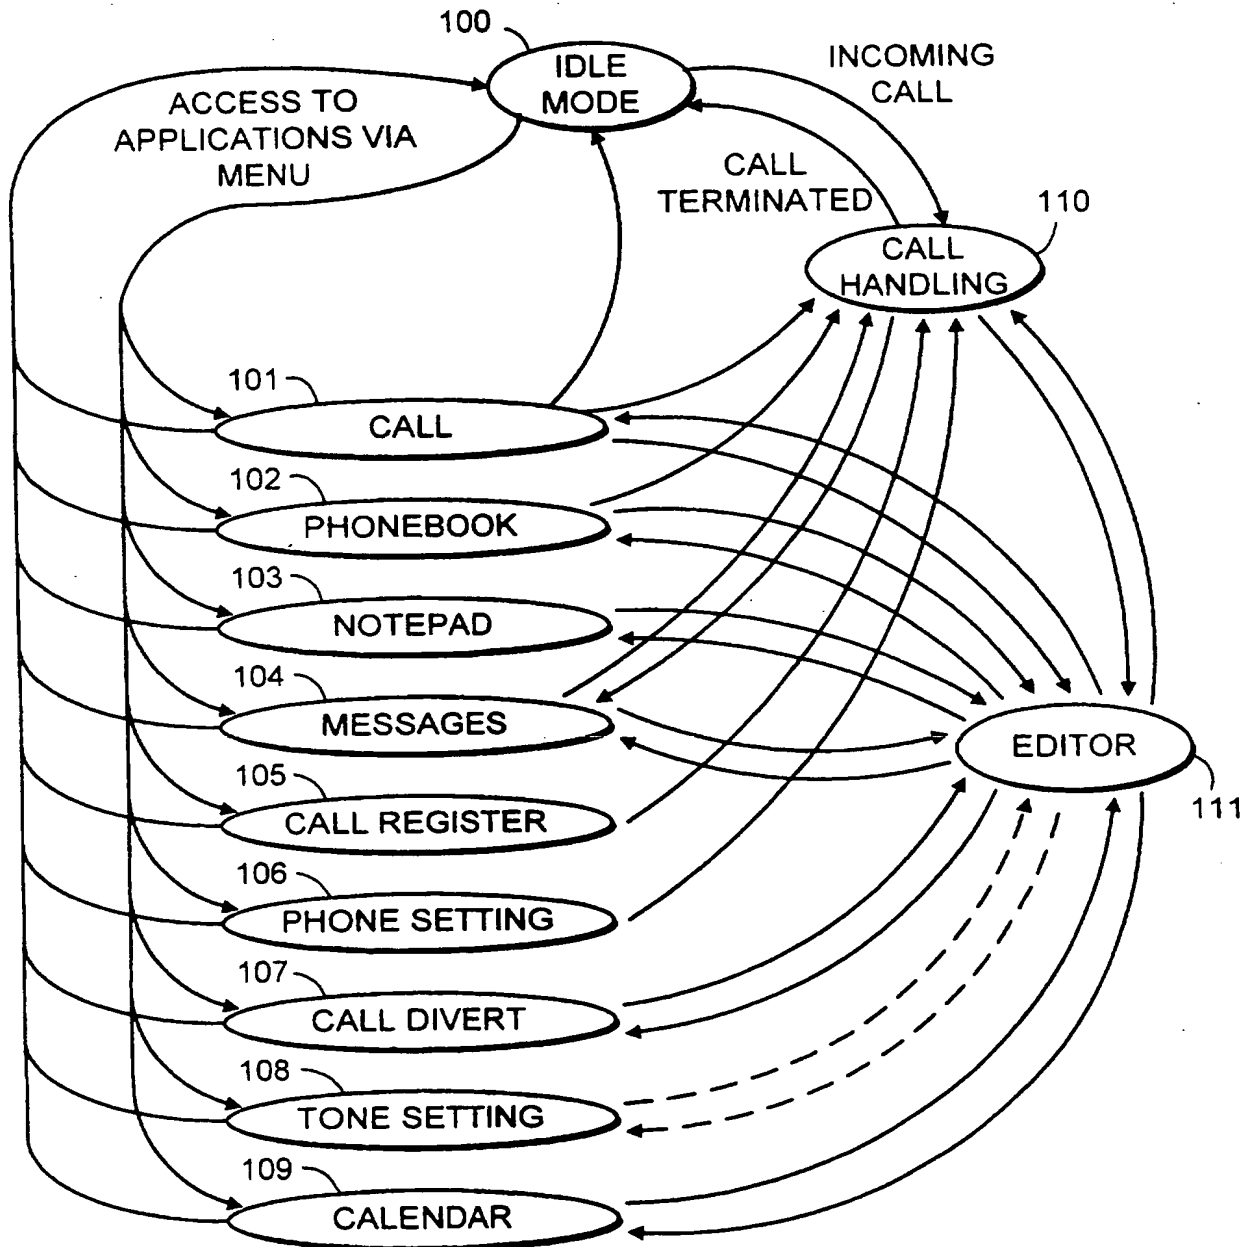 100
IDLE
MODE
INCOMING
CALL
ACCESS TO
APPLICATIONS VIA
MENU
CALL
TERMINATED
110
CALL
HANDLING
101
CALL
102
PHONEBOOK
103
NOTEPAD
104
MESSAGES
EDITOR
111
105
CALL REGISTER
106
PHONE SETTING
107
CALL DIVERT
108
TONE SETTING
109
CALENDAR